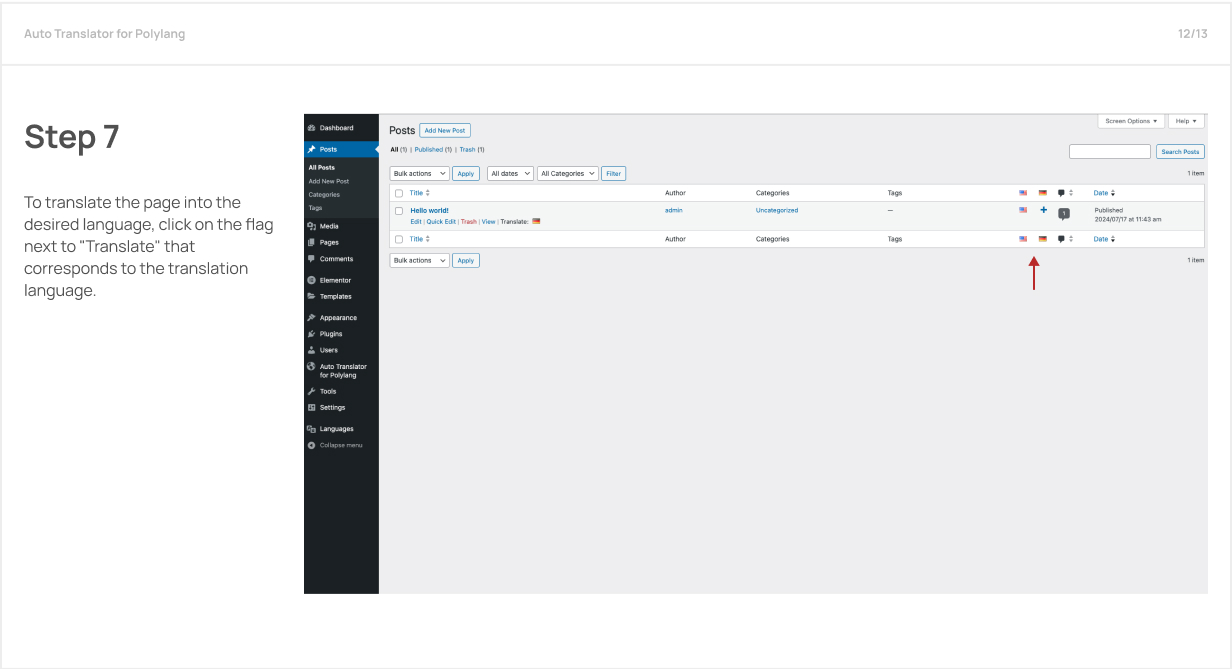 Auto Translator for Polylang
12/13
Step 7
To translate the page into the
desired language, click on the flag
next to "Translate" that
corresponds to the translation
language.
Dashboard
Posts
All Posts
Add New Post
Categories
Tags
Media
Pages
Comments
Elementor
Templates
Appearance
Plugins
Users
Auto Translator
for Polylang
Tools
Settings
Languages
Collapse menu
Screen Options
Help
Posts Add New Post
All (1) | Published (1) | Trash (1)
Search Posts
Bulk actions Apply All dates All Categories Filter
1 item
Title Author Categories Tags Date
Hello world! admin Uncategorized — 1 Published
Edit | Quick Edit | Trash | View | Translate: 2024/07/17 at 11:43 am
Title Author Categories Tags Date
Bulk actions Apply
1 item